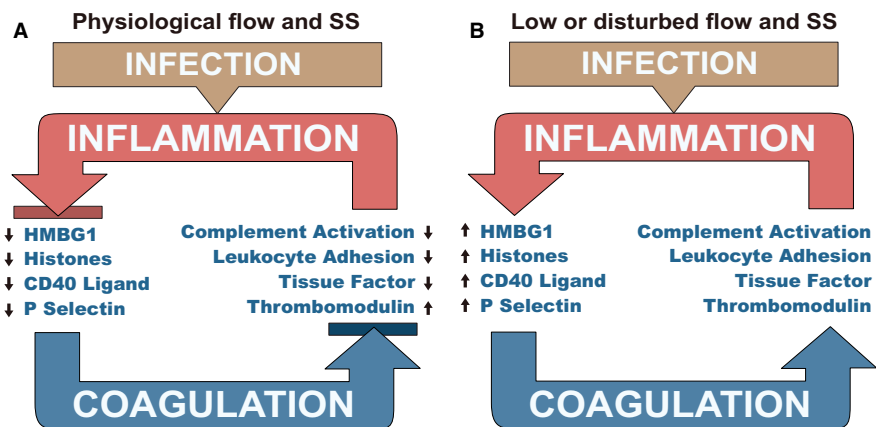 A
Physiological flow and SS
INFECTION
INFLAMMATION
↓ HMBG1
↓ Histones
↓ CD40 Ligand
↓ P Selectin
Complement Activation ↓
Leukocyte Adhesion ↓
Tissue Factor ↓
Thrombomodulin ↑
COAGULATION
B
Low or disturbed flow and SS
INFECTION
INFLAMMATION
↑ HMBG1
↑ Histones
↑ CD40 Ligand
↑ P Selectin
Complement Activation
Leukocyte Adhesion
Tissue Factor
Thrombomodulin
COAGULATION